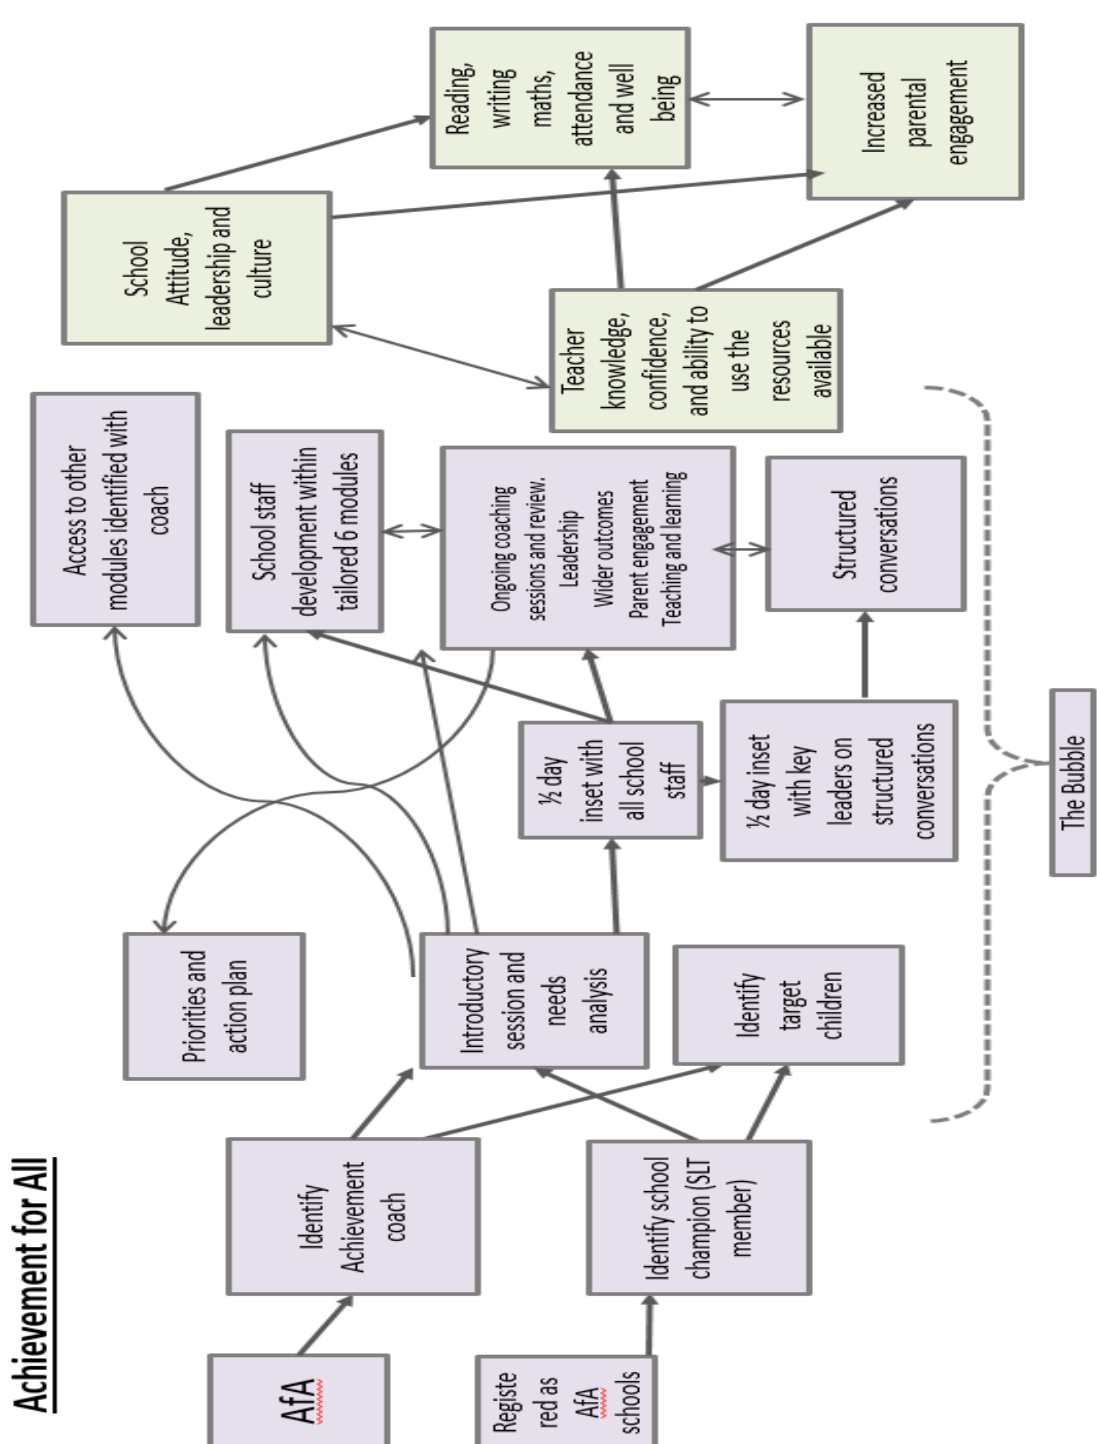 Achievement for All
AfA
Registe
red as
AfA
schools
Identify
Achievement
coach
Identify school
champion (SLT
member)
Priorities and
action plan
Introductory
session and
needs
analysis
Identify
target
children
½ day
inset with
all school
staff
½ day inset
with key
leaders on
structured
conversations
Access to other
modules identified with
coach
School staff
development within
tailored 6 modules
Ongoing coaching
sessions and review.
Leadership
Wider outcomes
Parent engagement
Teaching and learning
Structured
conversations
The Bubble
School
Attitude,
leadership and
culture
Teacher
knowledge,
confidence,
and ability to
use the
resources
available
Reading,
writing
maths,
attendance
and well
being
Increased
parental
engagement